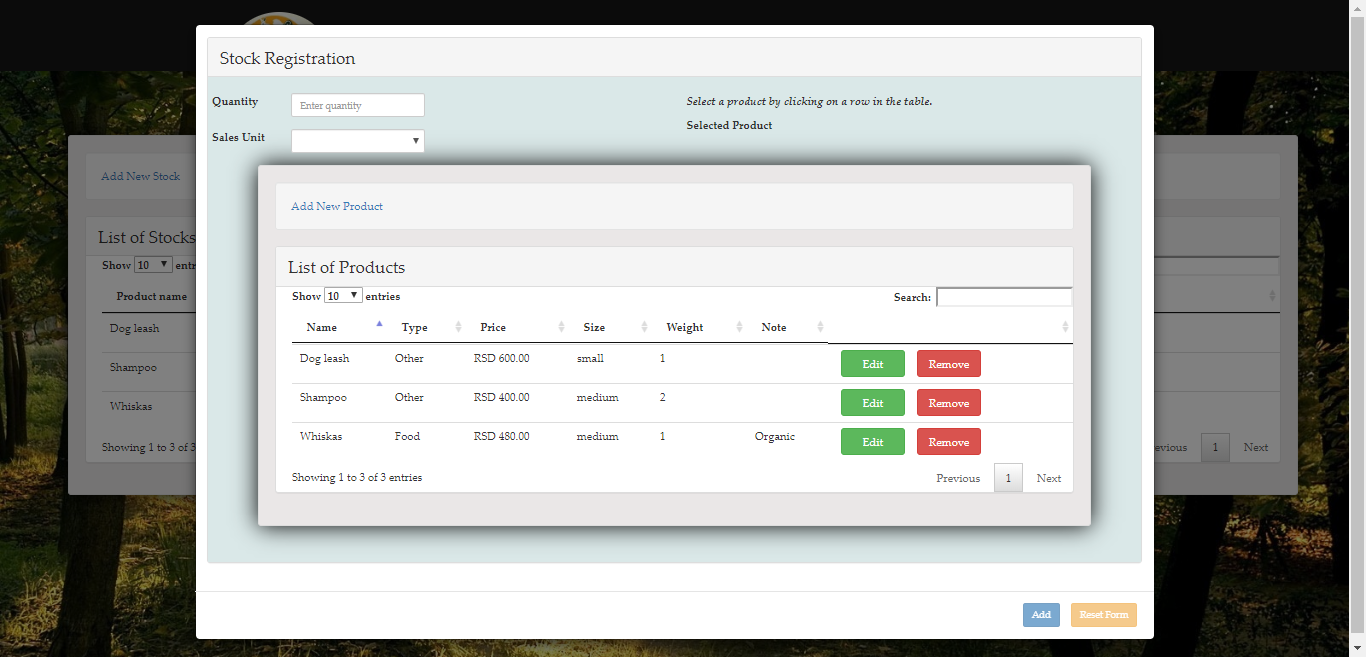 Stock Registration
Quantity Enter quantity Select a product by clicking on a row in the table.
Selected Product
Sales Unit
Add New Stock
Add New Product
List of Stocks
List of Products
Show 10 entr
Show 10 entries Search:
Product name
Name Type Price Size Weight Note
Dog leash
Dog leash Other RSD 600.00 small 1 Edit Remove
Shampoo
Shampoo Other RSD 400.00 medium 2 Edit Remove
Whiskas
Whiskas Food RSD 480.00 medium 1 Organic Edit Remove
Showing 1 to 3 of 3
evious 1 Next
Showing 1 to 3 of 3 entries Previous 1 Next
Add Reset Form